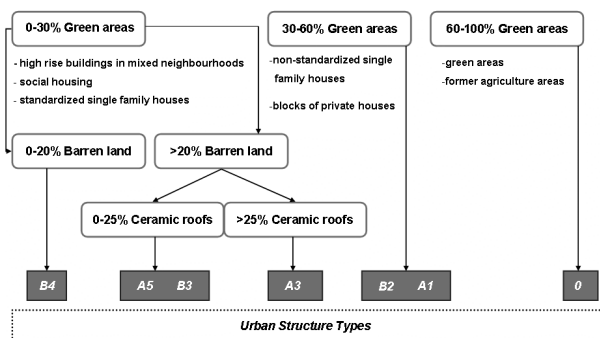 0-30% Green areas
30-60% Green areas
60-100% Green areas
- high rise buildings in mixed neighbourhoods
- social housing
- standardized single family houses
-non-standardized single
family houses
-blocks of private houses
-green areas
-former agriculture areas
0-20% Barren land
>20% Barren land
0-25% Ceramic roofs
>25% Ceramic roofs
B4
A5 B3
A3
B2 A1
0
Urban Structure Types